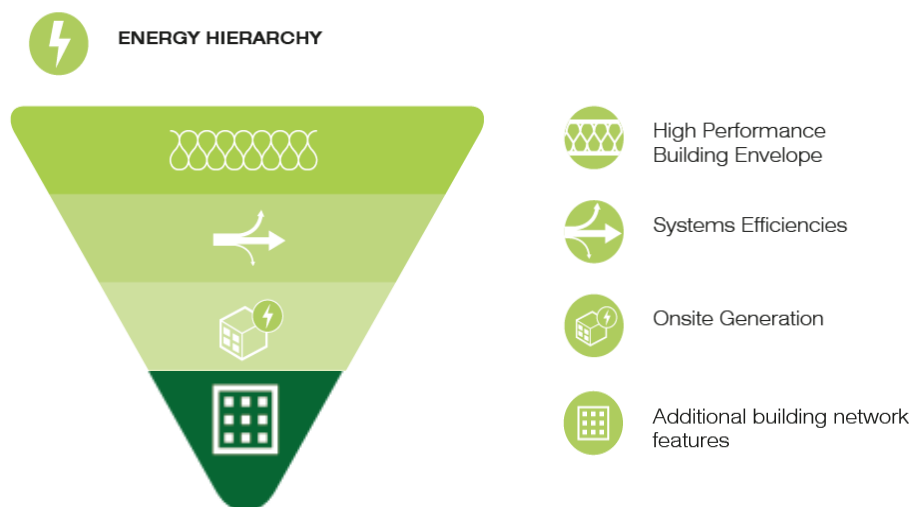 ENERGY HIERARCHY
High Performance
Building Envelope
Systems Efficiencies
Onsite Generation
Additional building network
features